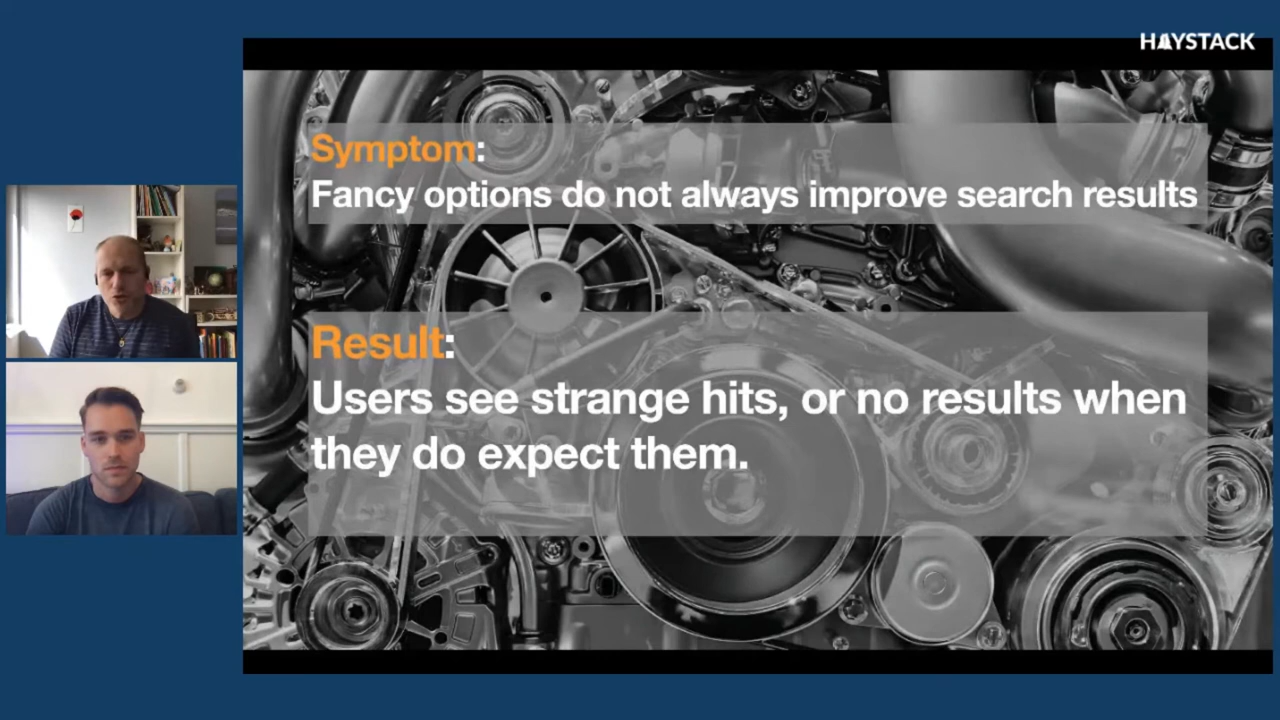 HAYSTACK
Symptom:
Fancy options do not always improve search results
Result:
Users see strange hits, or no results when
they do expect them.